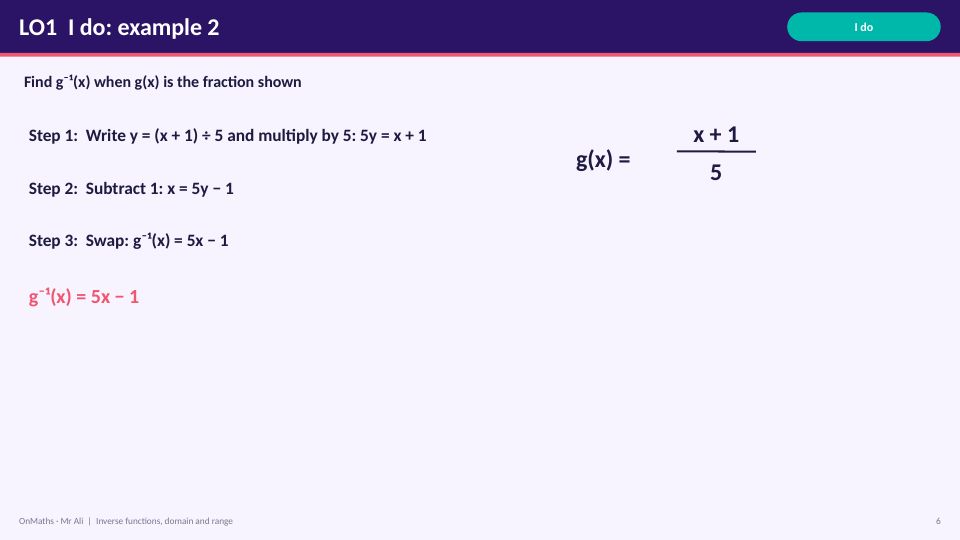 LO1 I do: example 2
I do
Find g⁻¹(x) when g(x) is the fraction shown
Step 1: Write y = (x + 1) ÷ 5 and multiply by 5: 5y = x + 1
g(x) =
x + 1
5
Step 2: Subtract 1: x = 5y − 1
Step 3: Swap: g⁻¹(x) = 5x − 1
g⁻¹(x) = 5x − 1
OnMaths - Mr Ali | Inverse functions, domain and range
6